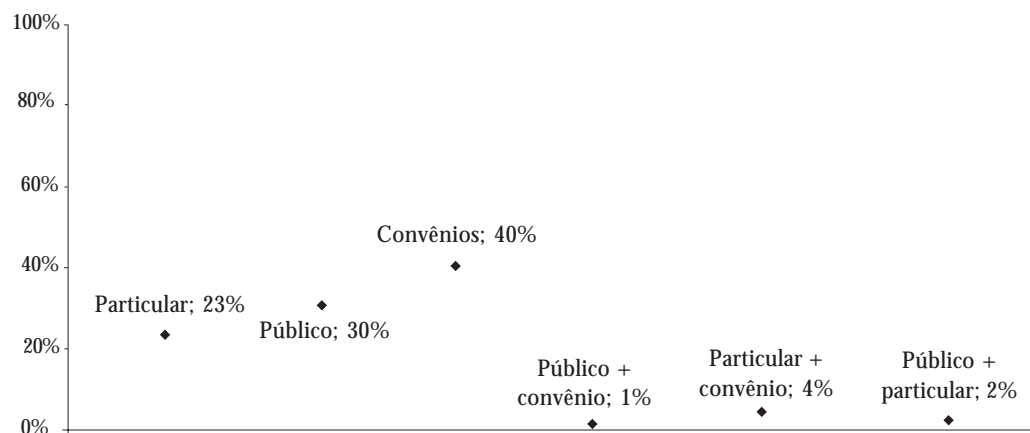 100%
80%
60%
Convênios; 40%
40%
Particular; 23%
Público; 30%
20%
Público +
convênio; 1%
Particular +
convênio; 4%
Público +
particular; 2%
0%